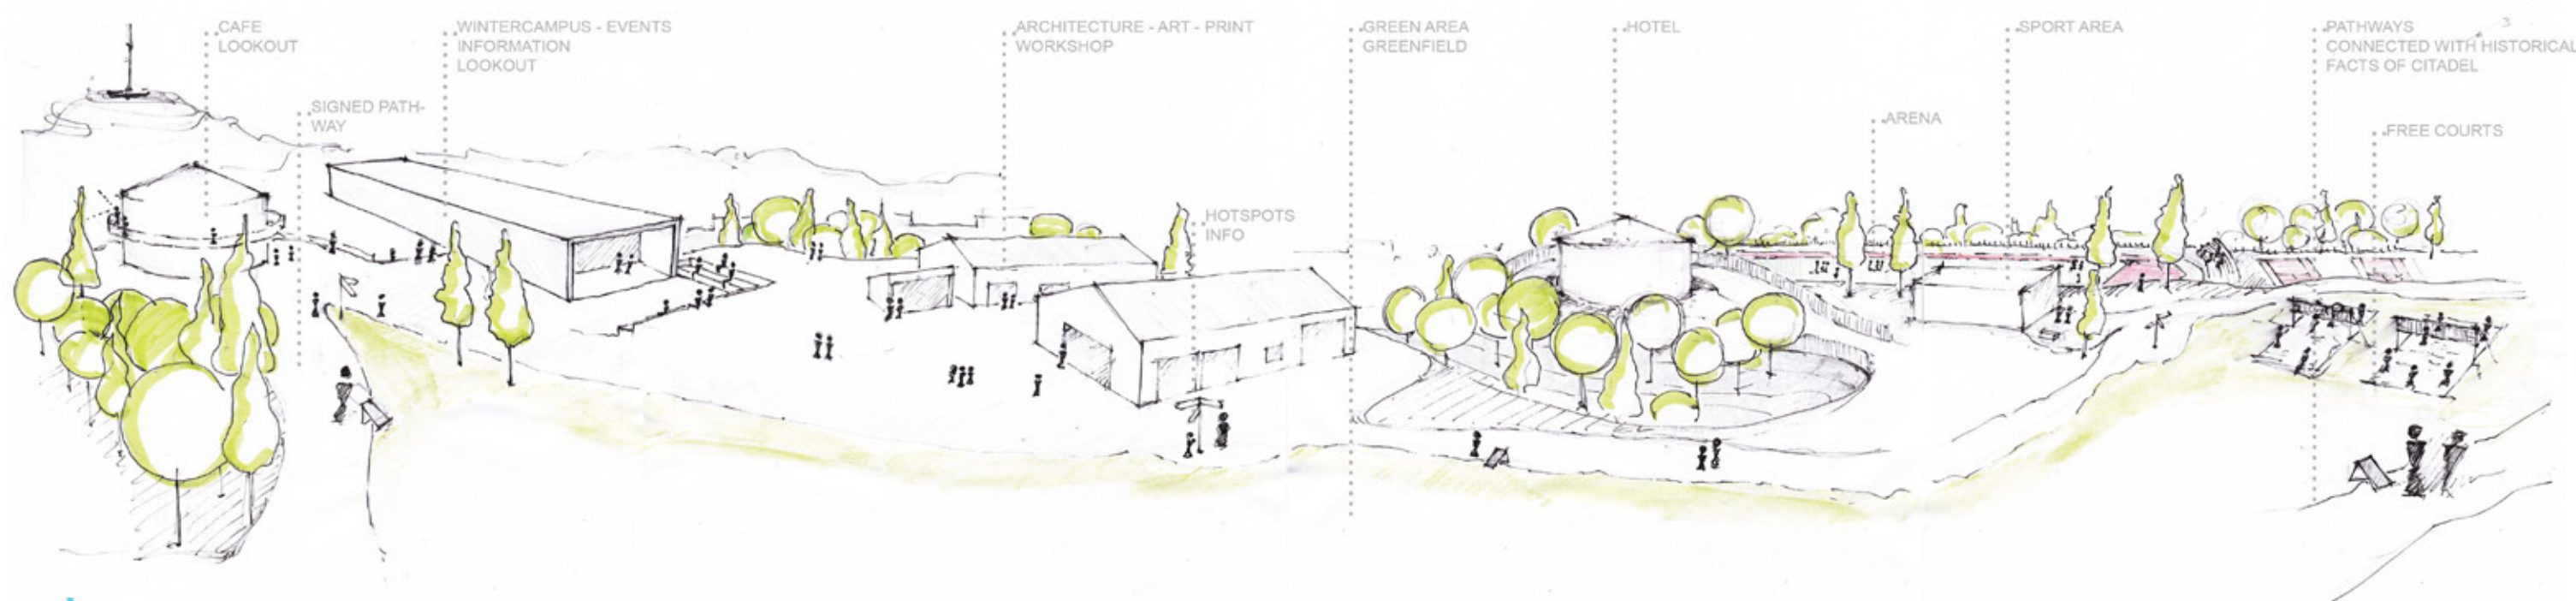 CAFE
LOOKOUT
SIGNED PATH-
WAY
WINTERCAMPUS - EVENTS
INFORMATION
LOOKOUT
ARCHITECTURE - ART - PRINT
WORKSHOP
HOTSPOTS
INFO
GREEN AREA
GREENFIELD
HOTEL
ARENA
SPORT AREA
PATHWAYS
CONNECTED WITH HISTORICAL
FACTS OF CITADEL
FREE COURTS